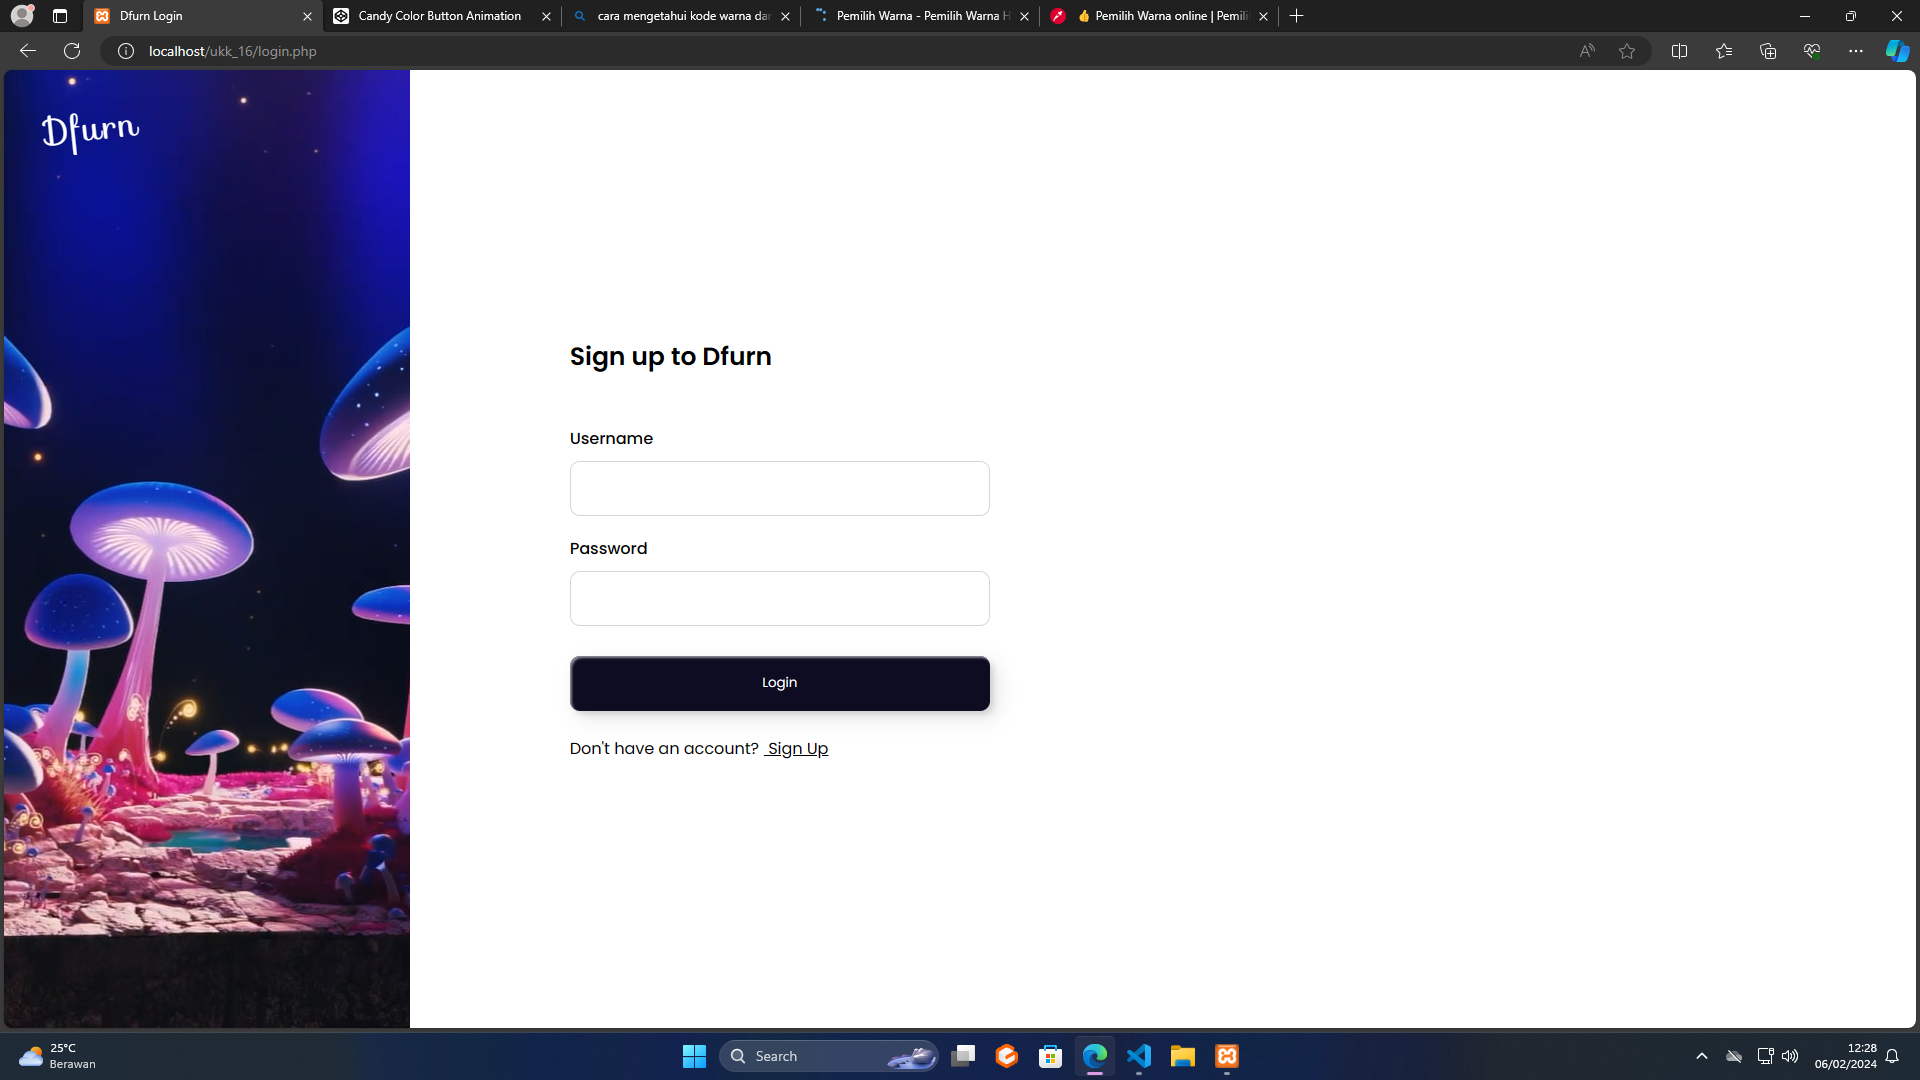 Dfurn Login
Candy Color Button Animation
cara mengetahui kode warna dar
Pemilih Warna - Pemilih Warna H
👍 Pemilih Warna online | Pemili
localhost/ukk_16/login.php
Dfurn
Sign up to Dfurn
Username
Password
Login
Don't have an account? Sign Up
25°C
Berawan
Search
12:28
06/02/2024